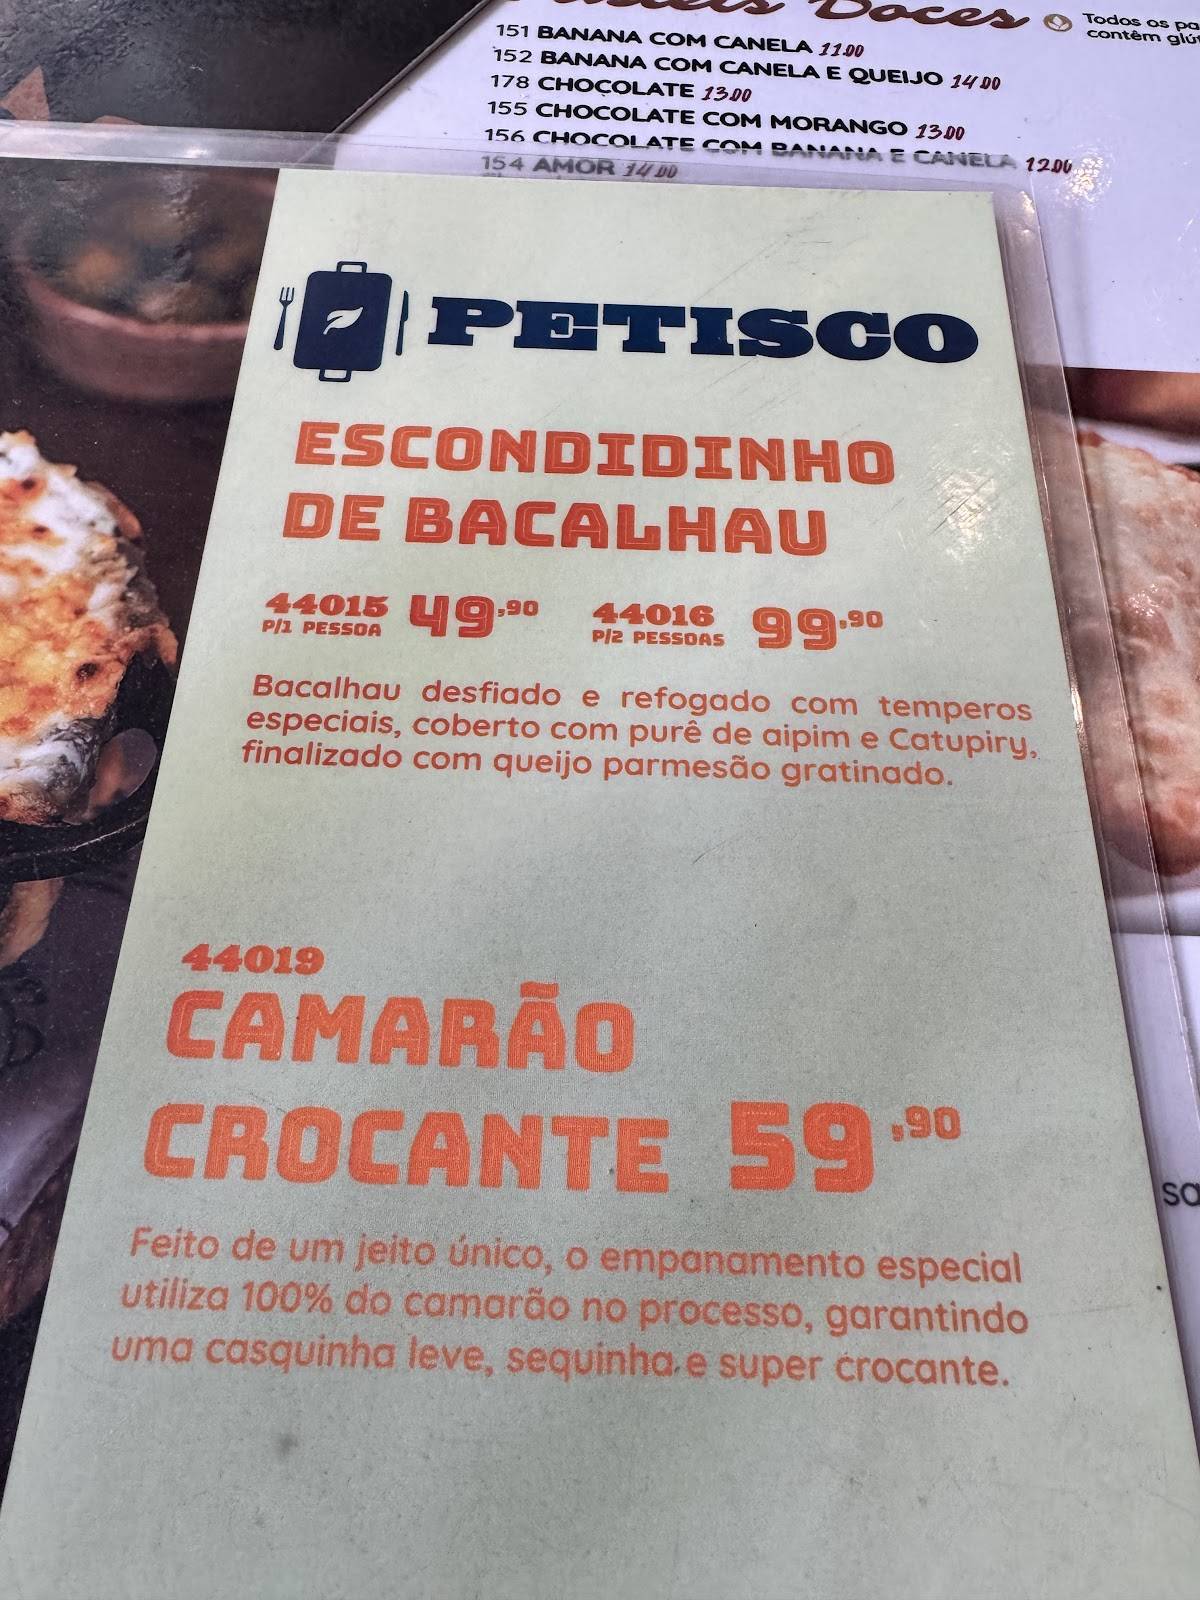 Pastéis Doces
Todos os
contêm
151 BANANA COM CANELA 11.00
152 BANANA COM CANELA E QUEIJO 14.00
178 CHOCOLATE 13.00
155 CHOCOLATE COM MORANGO 13.00
156 CHOCOLATE COM BANANA E CANELA 12.00
154 AMOR 14.00
PETISCO
ESCONDIDINHO
DE BACALHAU
44015 49,90 44016 99,90
P/1 PESSOA P/2 PESSOAS
Bacalhau desfiado e refogado com temperos
especiais, coberto com purê de aipim e Catupiry,
finalizado com queijo parmesão gratinado.
44019
CAMARÃO
CROCANTE 59,90
Feito de um jeito único, o empanamento especial
utiliza 100% do camarão no processo, garantindo
uma casquinha leve, sequinha e super crocante.